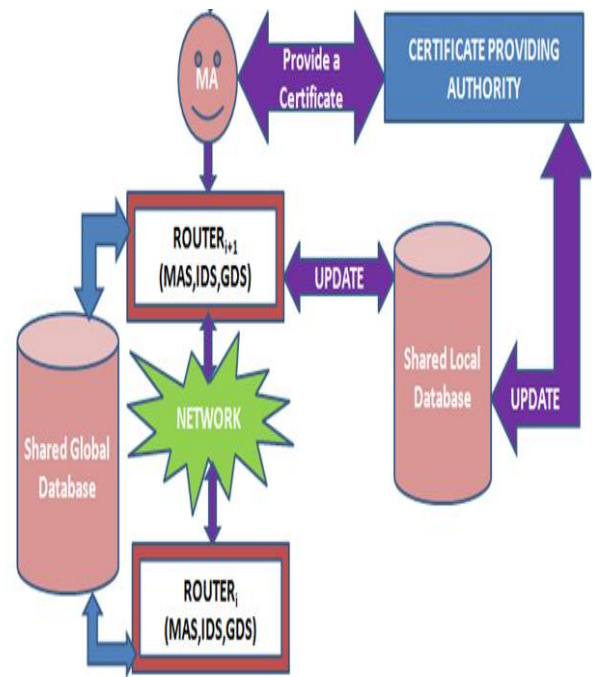 MA
Provide a
Certificate
CERTIFICATE PROVIDING
AUTHORITY
ROUTERi+1
(MAS,IDS,GDS)
UPDATE
Shared Local
Database
UPDATE
NETWORK
Shared Global
Database
ROUTERi
(MAS,IDS,GDS)